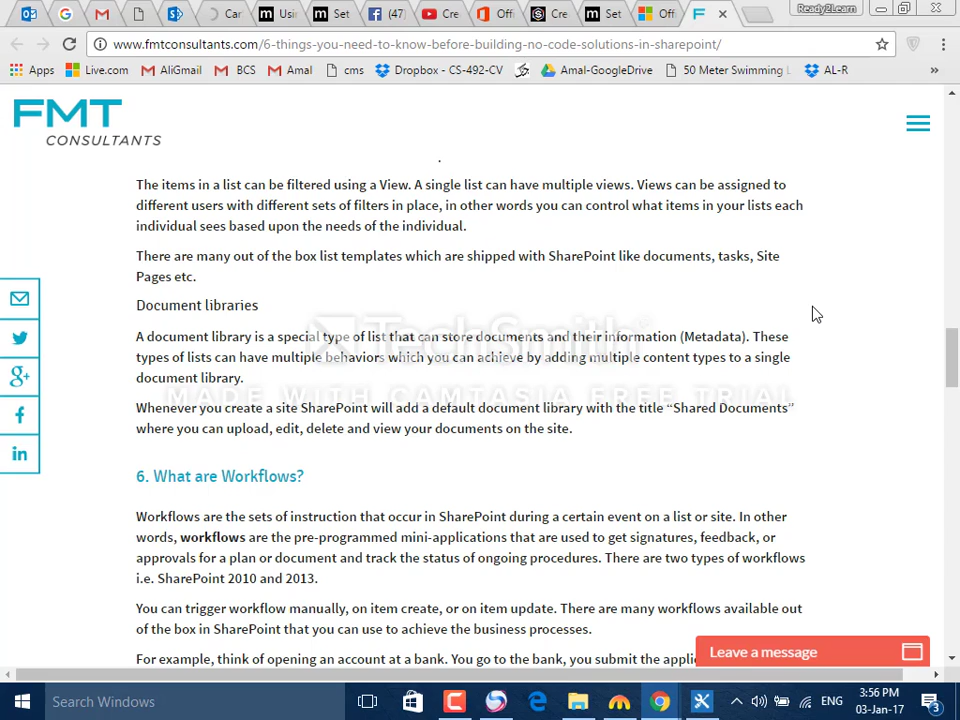 Car
Usin
Set
(47)
Cre
Offi
Cre
Set
Off
Ready2Learn
www.fmtconsultants.com/6-things-you-need-to-know-before-building-no-code-solutions-in-sharepoint/
Apps
Live.com
AliGmail
BCS
Amal
cms
Dropbox - CS-492-CV
Amal-GoogleDrive
50 Meter Swimming
AL-R
»
FMT
CONSULTANTS
The items in a list can be filtered using a View. A single list can have multiple views. Views can be assigned to
different users with different sets of filters in place, in other words you can control what items in your lists each
individual sees based upon the needs of the individual.
There are many out of the box list templates which are shipped with SharePoint like documents, tasks, Site
Pages etc.
Document libraries
A document library is a special type of list that can store documents and their information (Metadata). These
types of lists can have multiple behaviors which you can achieve by adding multiple content types to a single
document library.
TechSmith
MADE WITH CAMTASIA FREE TRIAL
Whenever you create a site SharePoint will add a default document library with the title “Shared Documents”
where you can upload, edit, delete and view your documents on the site.
6. What are Workflows?
Workflows are the sets of instruction that occur in SharePoint during a certain event on a list or site. In other
words, workflows are the pre-programmed mini-applications that are used to get signatures, feedback, or
approvals for a plan or document and track the status of ongoing procedures. There are two types of workflows
i.e. SharePoint 2010 and 2013.
You can trigger workflow manually, on item create, or on item update. There are many workflows available out
of the box in SharePoint that you can use to achieve the business processes.
For example, think of opening an account at a bank. You go to the bank, you submit the appli
Leave a message
Search Windows
ENG
3:56 PM
03-Jan-17
3